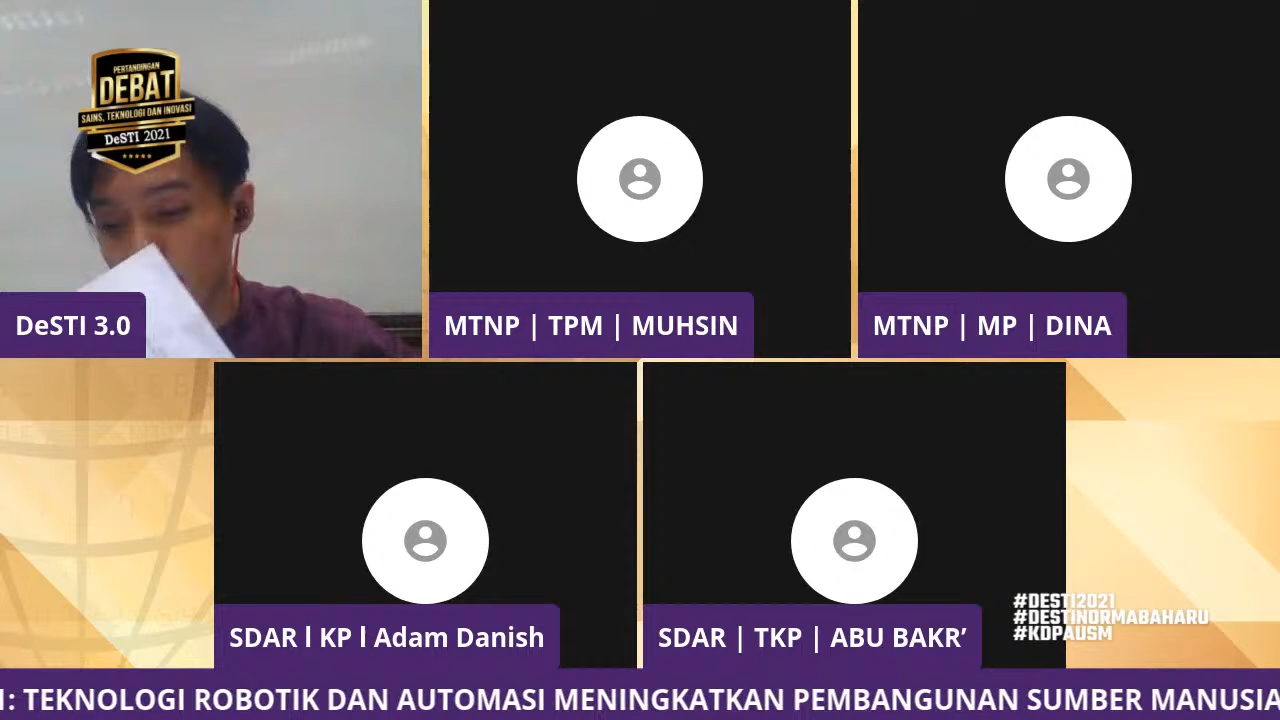 PERTANDINGAN
DEBAT
SAINS, TEKNOLOGI DAN INOVASI
DeSTI 2021
DeSTI 3.0
MTNP | TPM | MUHSIN
MTNP | MP | DINA
SDAR l KP l Adam Danish
SDAR | TKP | ABU BAKR’
#DESTI2021
#DESTINORMABAHARU
#KDPAUSM
: TEKNOLOGI ROBOTIK DAN AUTOMASI MENINGKATKAN PEMBANGUNAN SUMBER MANUSIA